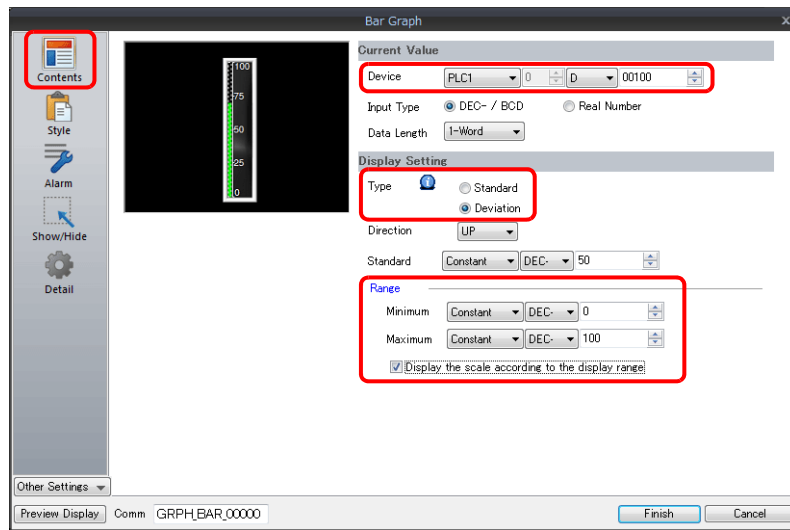 Bar Graph
x
Contents
Style
Alarm
Show/Hide
Detail
Other Settings
100
75
50
25
0
Current Value
Device PLC1 0 D 00100
Input Type DEC- / BCD Real Number
Data Length 1-Word
Display Setting
Type Standard
Deviation
Direction UP
Standard Constant DEC- 50
Range
Minimum Constant DEC- 0
Maximum Constant DEC- 100
Display the scale according to the display range
Preview Display Comm GRPH_BAR_00000 Finish Cancel